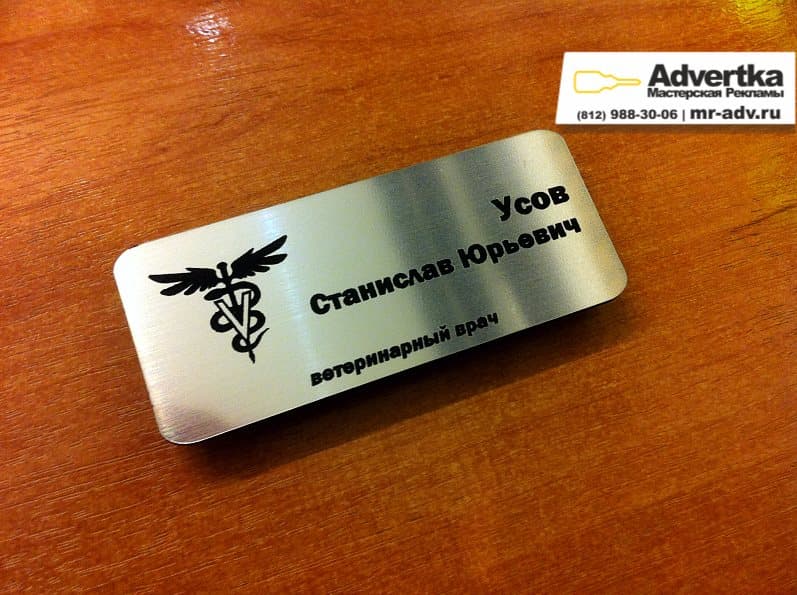 Advertka
Мастерская Рекламы
(812) 988-30-06 | mr-adv.ru
Усов
Станислав Юрьевич
V
ветеринарный врач